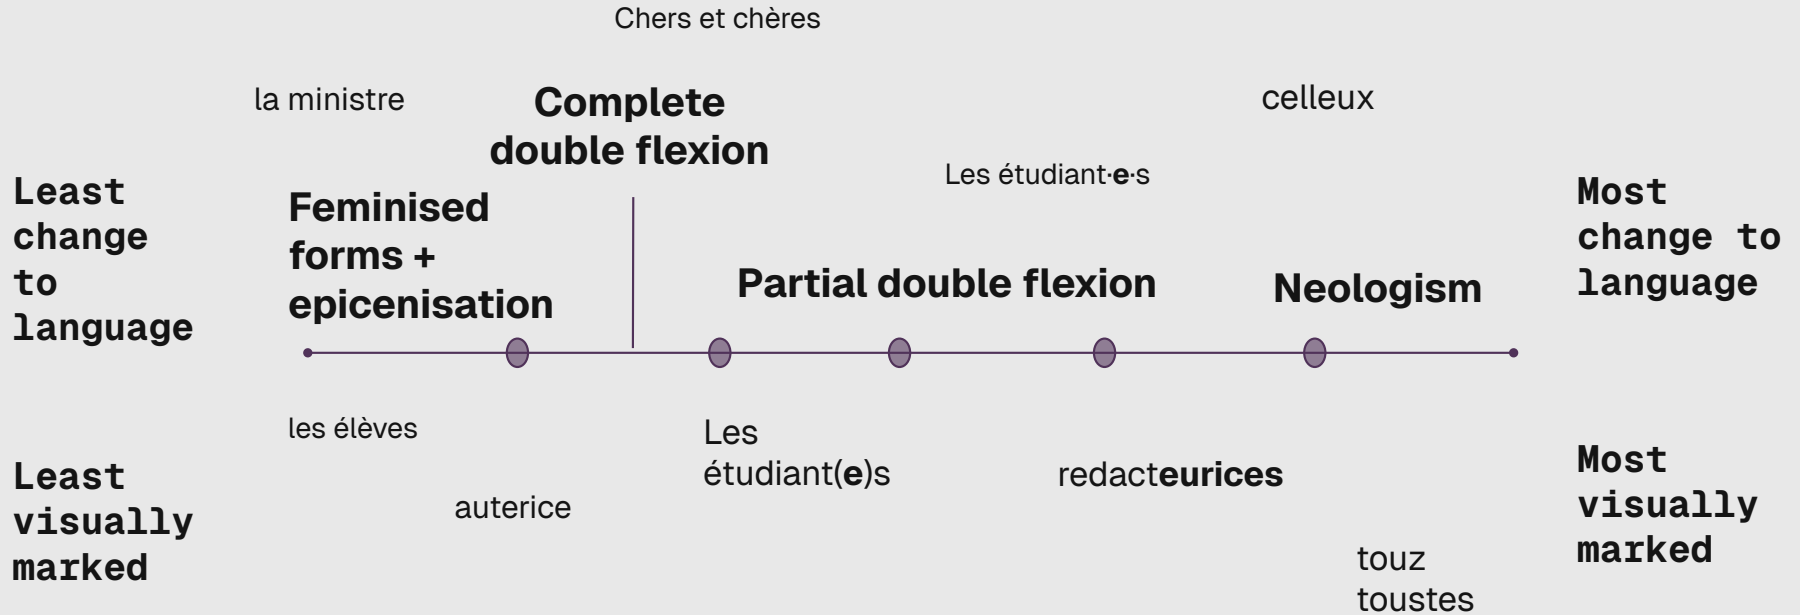 Chers et chères
la ministre
Complete
double flexion
celleux
Les étudiant·e·s
Least
change
to
language
Feminised
forms +
epicenisation
Partial double flexion
Neologism
Most
change to
language
les élèves
Least
visually
marked
auterice
Les
étudiant(e)s
redacteurices
touz
toustes
Most
visually
marked